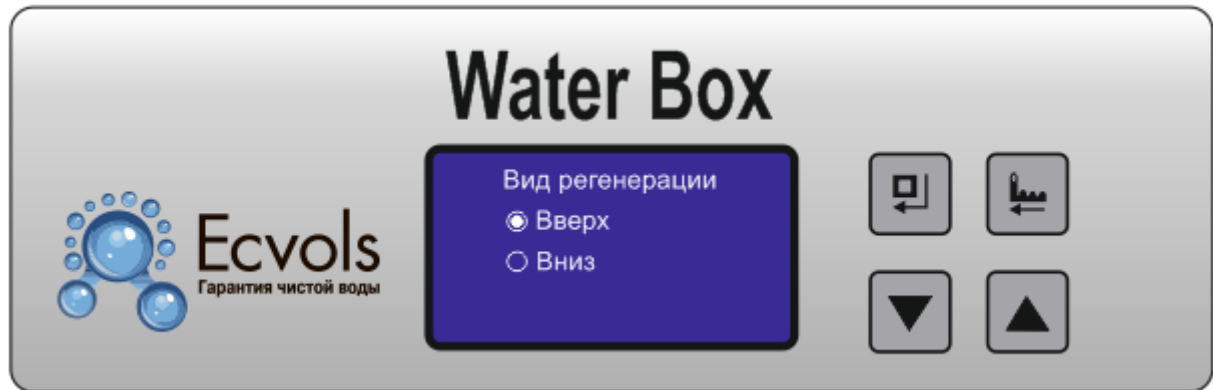 Water Box
Вид регенерации
Вверх
Вниз
Ecvols
Гарантия чистой воды